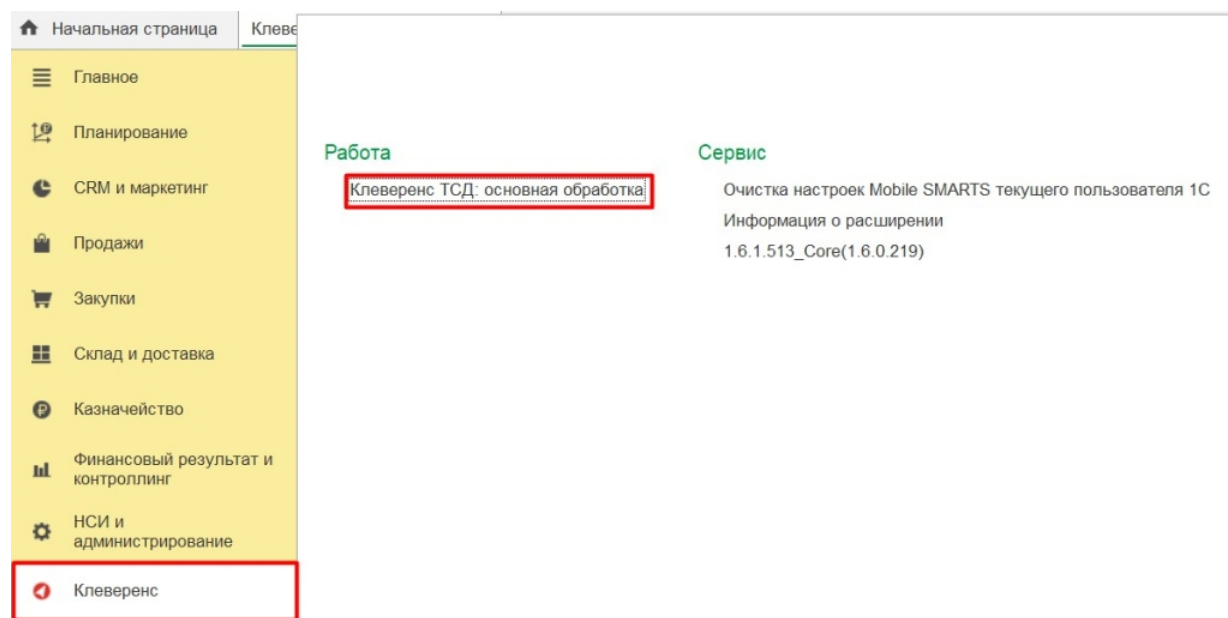 Начальная страница
Клеве
Главное
Планирование
CRM и маркетинг
Продажи
Закупки
Склад и доставка
Казначейство
Финансовый результат и
контроллинг
НСИ и
администрирование
Клеверенс
Работа
Клеверенс ТСД: основная обработка
Сервис
Очистка настроек Mobile SMARTS текущего пользователя 1С
Информация о расширении
1.6.1.513_Core(1.6.0.219)